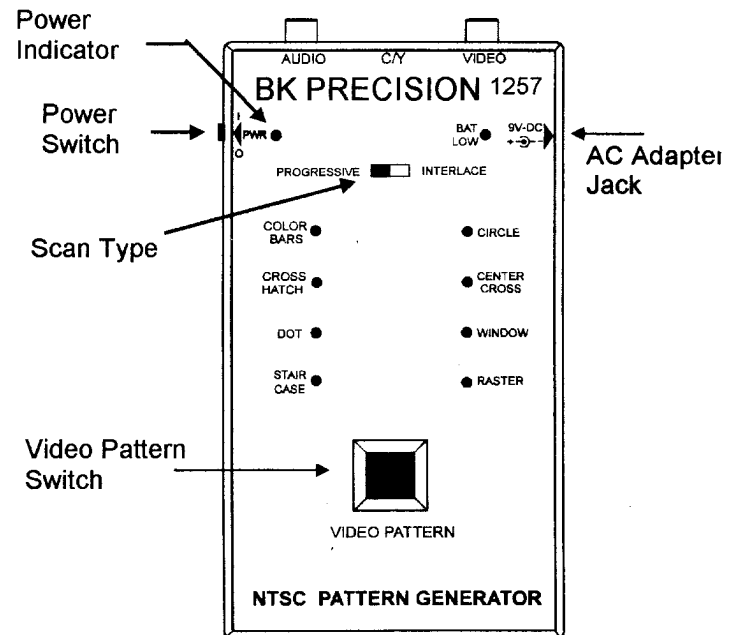 Power
Indicator
Power
Switch
Scan Type
Video Pattern
Switch
AC Adapter
Jack
AUDIO C/Y VIDEO
BK PRECISION 1257
I
PWR
O
BAT
LOW
9V-DC
+ -
PROGRESSIVE INTERLACE
COLOR
BARS
CIRCLE
CROSS
HATCH
CENTER
CROSS
DOT
WINDOW
STAIR
CASE
RASTER
VIDEO PATTERN
NTSC PATTERN GENERATOR